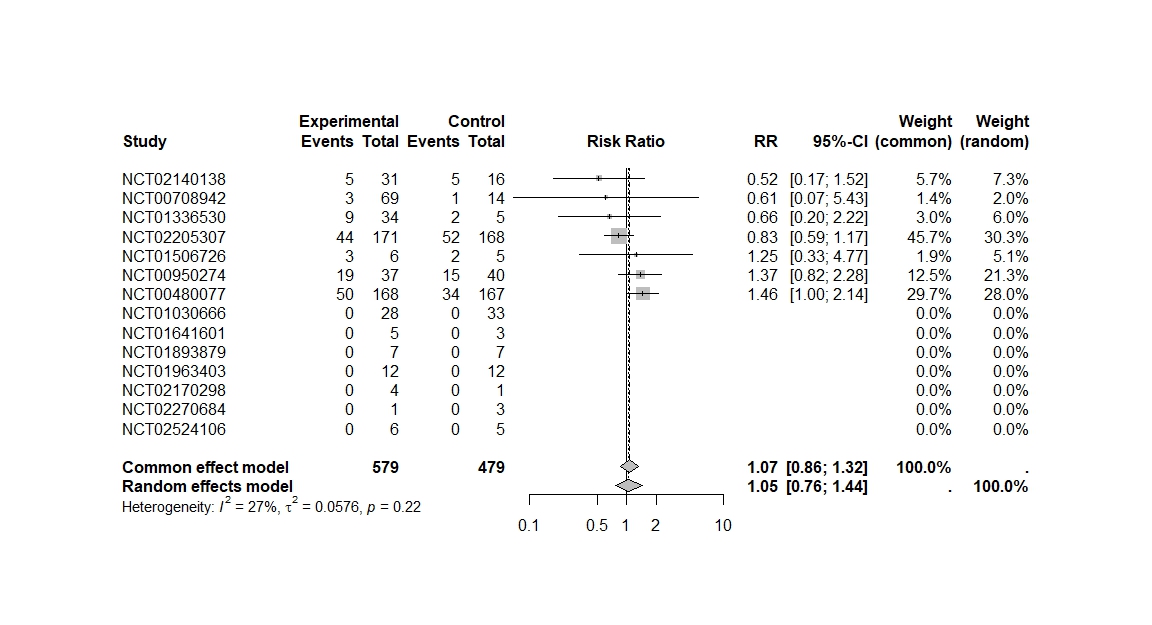 Experimental Control Weight Weight
Study Events Total Events Total Risk Ratio RR 95%-CI (common) (random)
NCT02140138 5 31 5 16 0.52 [0.17; 1.52] 5.7% 7.3%
NCT00708942 3 69 1 14 0.61 [0.07; 5.43] 1.4% 2.0%
NCT01336530 9 34 2 5 0.66 [0.20; 2.22] 3.0% 6.0%
NCT02205307 44 171 52 168 0.83 [0.59; 1.17] 45.7% 30.3%
NCT01506726 3 6 2 5 1.25 [0.33; 4.77] 1.9% 5.1%
NCT00950274 19 37 15 40 1.37 [0.82; 2.28] 12.5% 21.3%
NCT00480077 50 168 34 167 1.46 [1.00; 2.14] 29.7% 28.0%
NCT01030666 0 28 0 33 0.0% 0.0%
NCT01641601 0 5 0 3 0.0% 0.0%
NCT01893879 0 7 0 7 0.0% 0.0%
NCT01963403 0 12 0 12 0.0% 0.0%
NCT02170298 0 4 0 1 0.0% 0.0%
NCT02270684 0 1 0 3 0.0% 0.0%
NCT02524106 0 6 0 5 0.0% 0.0%
Common effect model 579 479 1.07 [0.86; 1.32] 100.0% .
Random effects model 1.05 [0.76; 1.44] . 100.0%
Heterogeneity: I² = 27%, τ² = 0.0576, p = 0.22
0.1 0.5 1 2 10